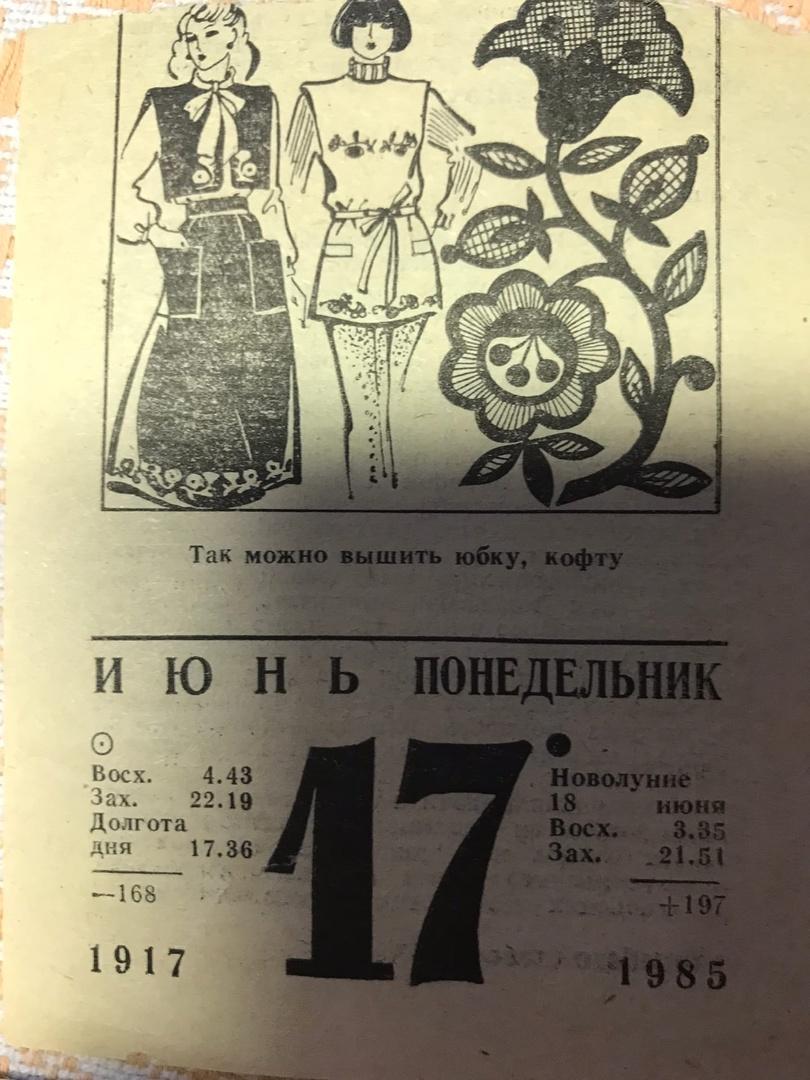 Так можно вышить юбку, кофту
ИЮНЬ ПОНЕДЕЛЬНИК
17
Восх. 4.43
Зах. 22.19
Долгота
дня 17.36
—168
1917
Новолуние
18 июня
Восх. 3.35
Зах. 21.51
+197
1985